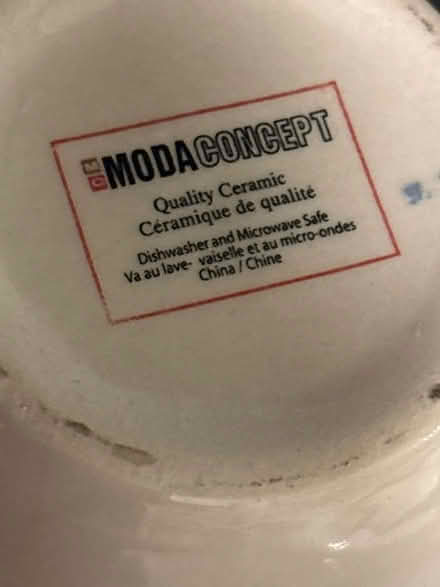 MODACONCEPT
Quality Ceramic
Céramique de qualité
Dishwasher and Microwave Safe
Va au lave- vaiselle et au micro-ondes
China / Chine